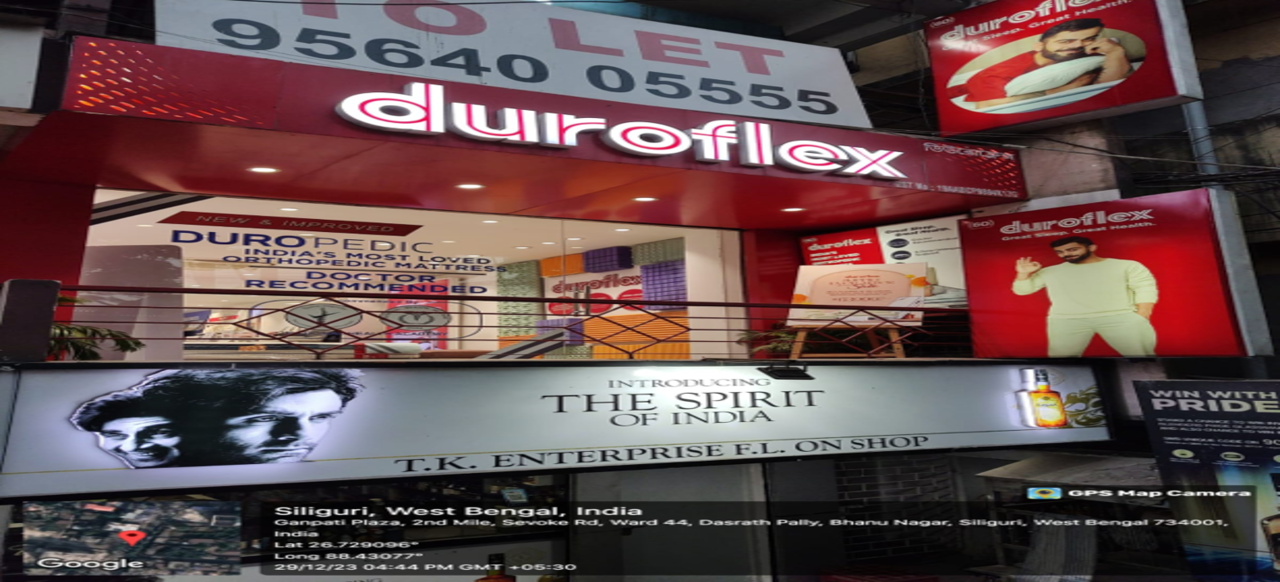 TO LET
95640 05555
duroflex
duroflex
Great Sleep. Great Health.
NEW & IMPROVED
DUROPEDIC
INDIA'S MOST LOVED
ORTHOPEDIC MATTRESS
DOCTOR
RECOMMENDED
duroflex
duroflex
Great Sleep.
Great Health.
duroflex
Great Sleep. Great Health.
INTRODUCING
THE SPIRIT
OF INDIA
T.K. ENTERPRISE F.L. ON SHOP
WIN WITH
PRIDE
GPS Map Camera
Siliguri, West Bengal, India
Ganpati Plaza, 2nd Mile, Sevoke Rd, Ward 44, Dasrath Pally, Bhanu Nagar, Siliguri, West Bengal 734001,
India
Lat 26.729096°
Long 88.43077°
29/12/23 04:44 PM GMT +05:30
Google